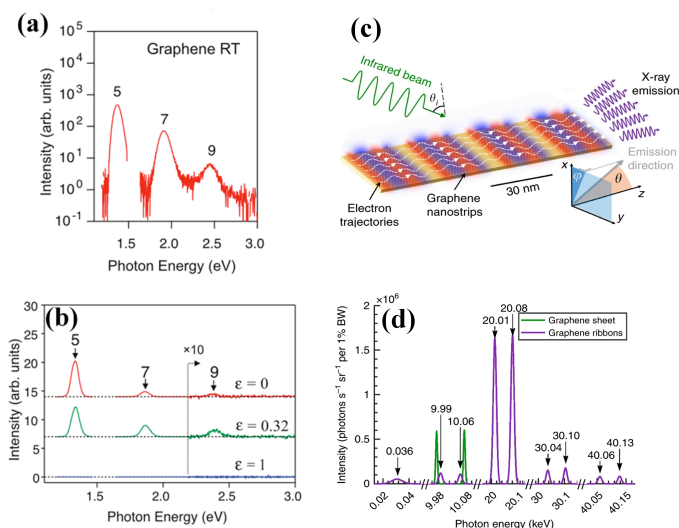 (a)
Graphene RT
10^5
10^4
10^3
10^2
10^1
10^0
10^-1
5
7
9
1.5 2.0 2.5 3.0
Intensity (arb. units)
Photon Energy (eV)
(b)
30
25
20
15
10
5
0
5
7
9
×10
ε = 0
ε = 0.32
ε = 1
1.5 2.0 2.5 3.0
Intensity (arb. units)
Photon Energy (eV)
(c)
Infrared beam
θi
X-ray
emission
Emission
direction
x
φ
θ
z
y
30 nm
Electron
trajectories
Graphene
nanostrips
(d)
×10^6
2
1.5
1
0.5
0
Intensity (photons s^-1 sr^-1 per 1% BW)
20.01
20.08
Graphene sheet
Graphene ribbons
0.036
9.99
10.06
30.04
30.10
40.06
40.13
0.02 0.04 9.98 10.08 20 20.1 30 30.1 40.05 40.15
Photon energy (keV)